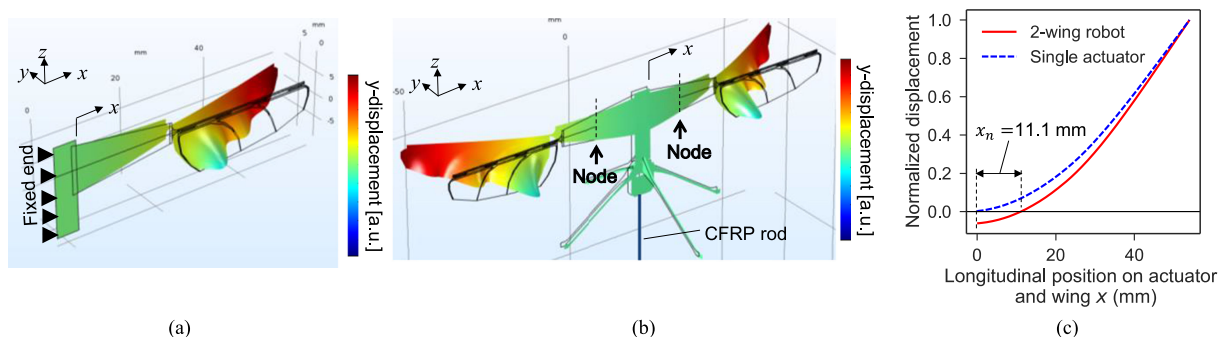 mm
40
5
0
-5
20
0
z
y
x
x
Fixed end
y-displacement [a.u.]
(a)
mm
0
-50
z
y
x
x
Node
Node
CFRP rod
y-displacement [a.u.]
(b)
1.0
0.8
0.6
0.4
0.2
0.0
Normalized displacement
2-wing robot
Single actuator
xₙ = 11.1 mm
0 20 40
Longitudinal position on actuator
and wing x (mm)
(c)